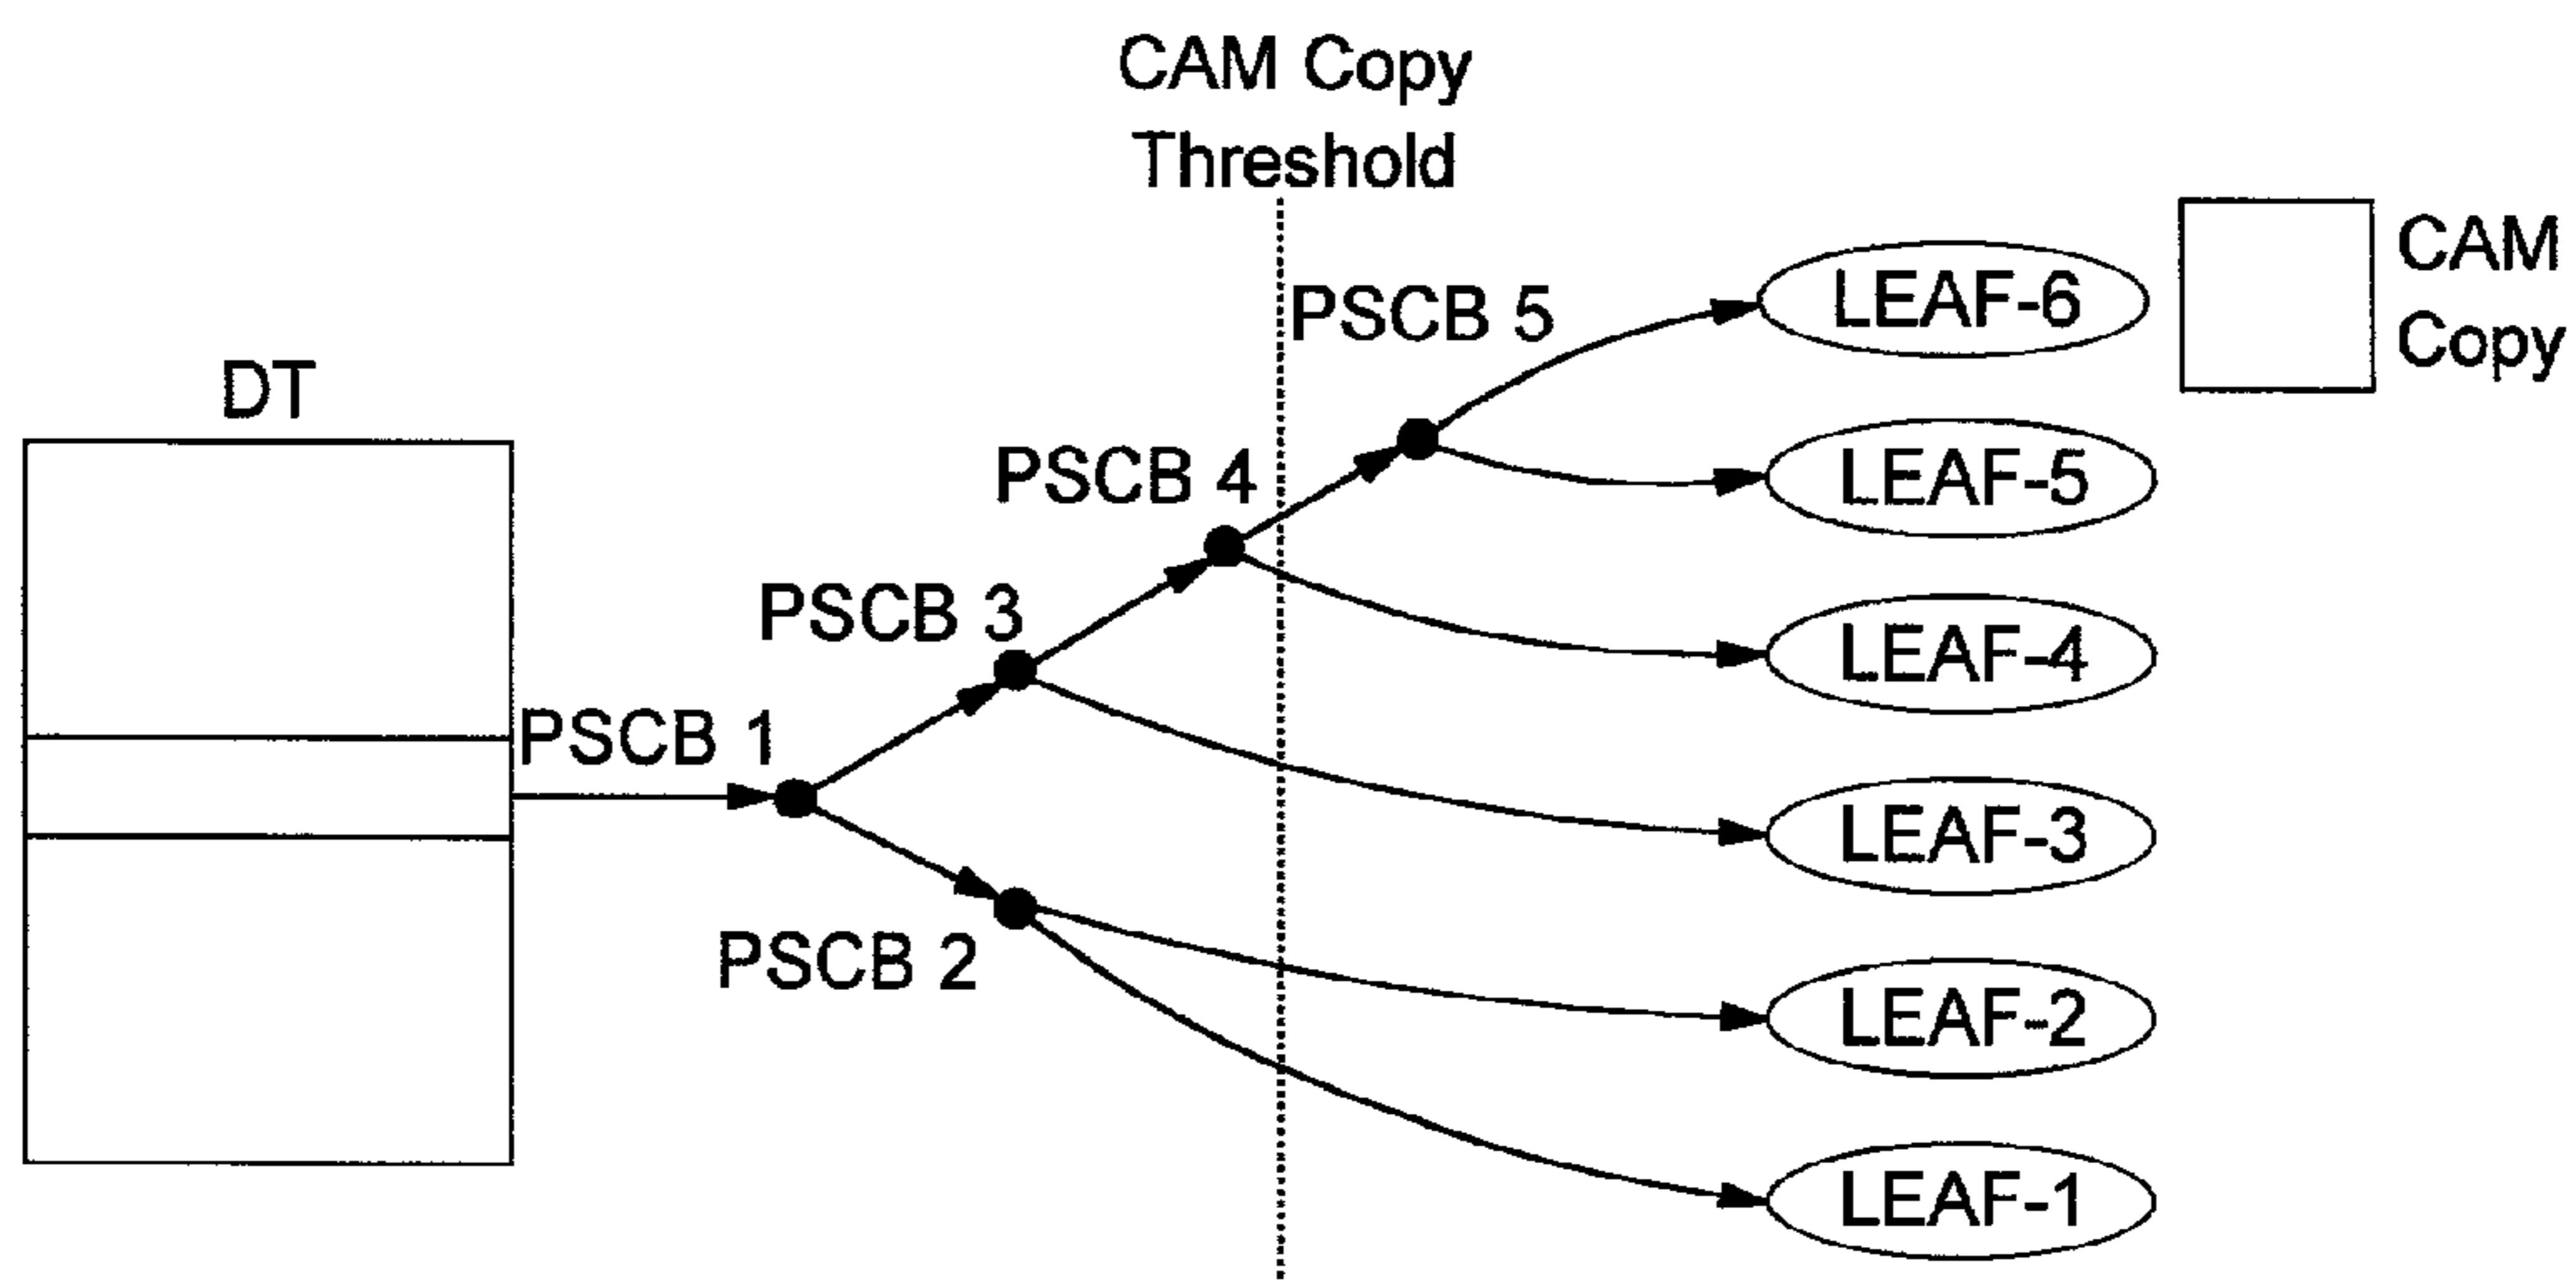 CAM Copy
Threshold
CAM
Copy
PSCB 5
LEAF-6
DT
PSCB 4
LEAF-5
PSCB 3
LEAF-4
PSCB 1
LEAF-3
PSCB 2
LEAF-2
LEAF-1